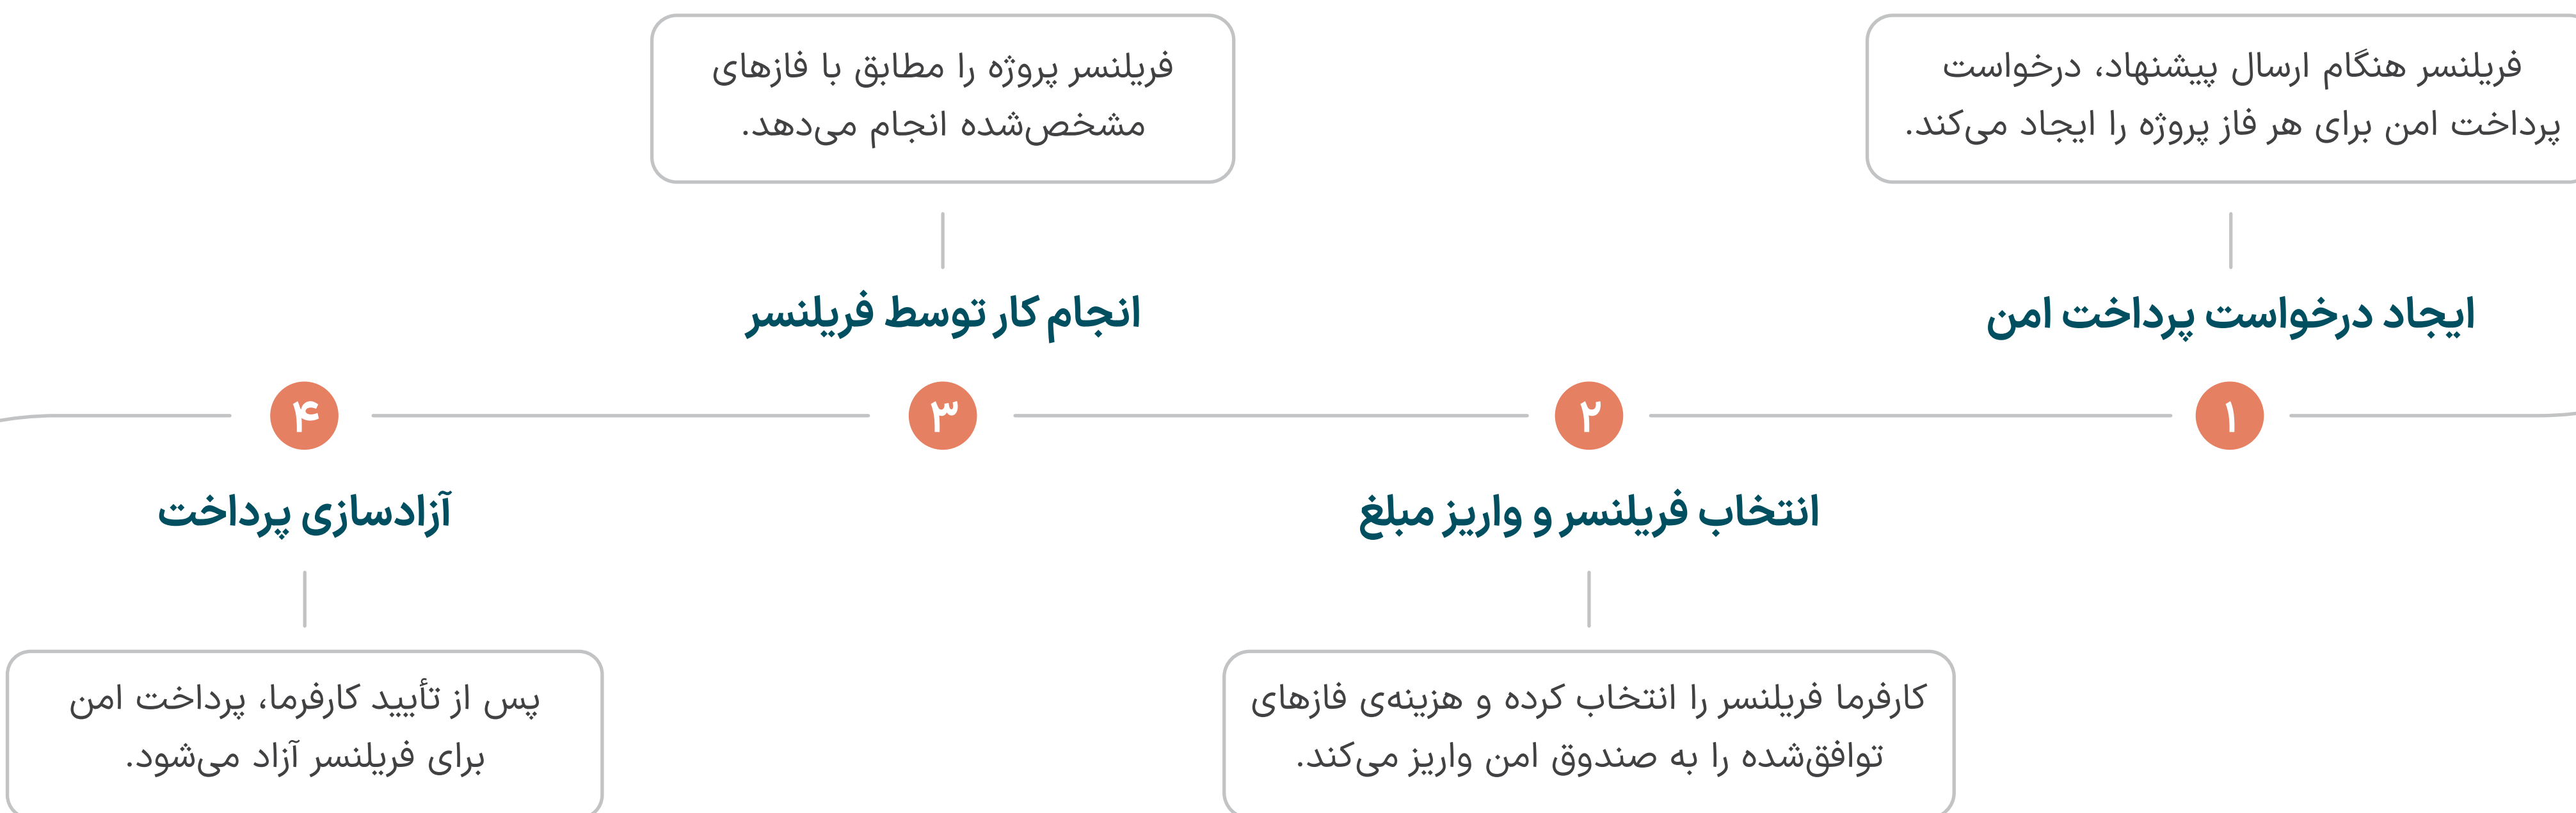 فریلنسر هنگام ارسال پیشنهاد، درخواست
پرداخت امن برای هر فاز پروژه را ایجاد می‌کند.
ایجاد درخواست پرداخت امن
۱
۲
انتخاب فریلنسر و واریز مبلغ
کارفرما فریلنسر را انتخاب کرده و هزینه‌ی فازهای
توافق‌شده را به صندوق امن واریز می‌کند.
فریلنسر پروژه را مطابق با فازهای
مشخص‌شده انجام می‌دهد.
انجام کار توسط فریلنسر
۳
۴
آزادسازی پرداخت
پس از تأیید کارفرما، پرداخت امن
برای فریلنسر آزاد می‌شود.